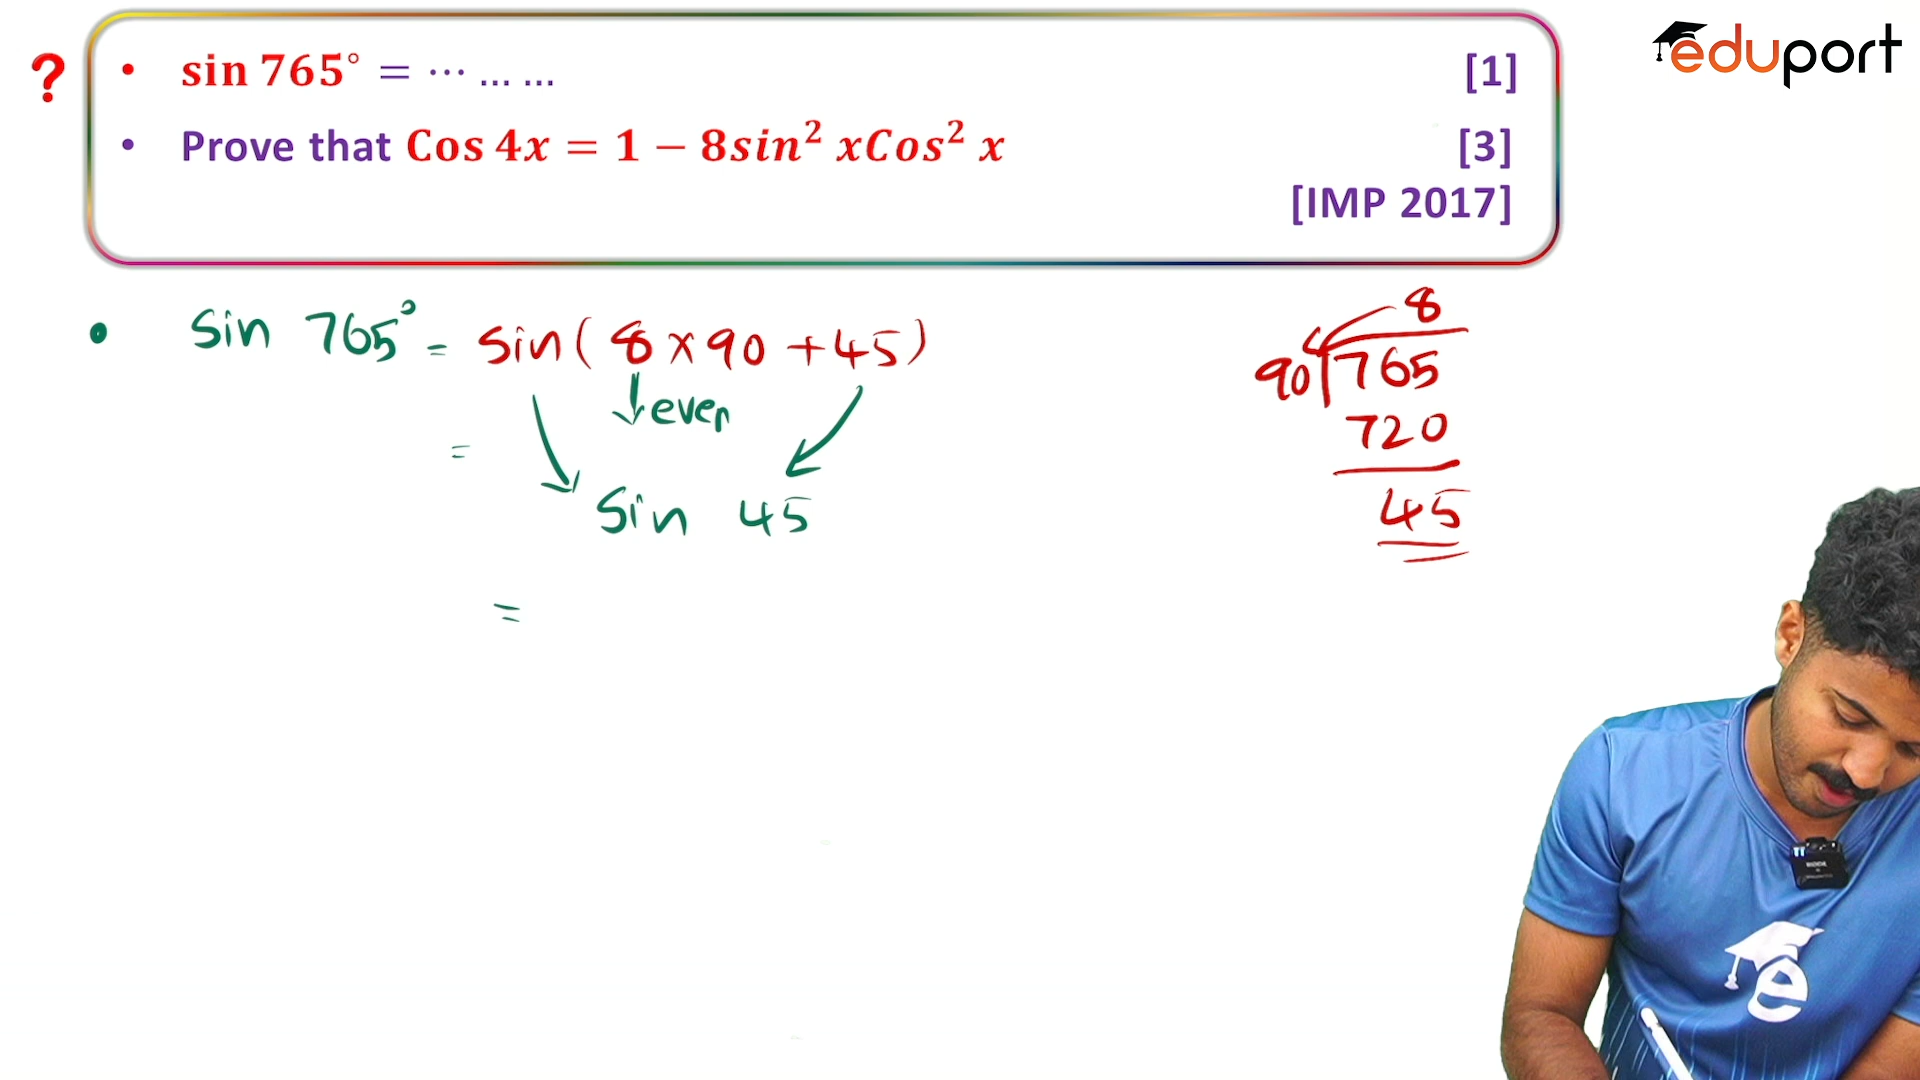 eduport
?
• sin 765° = ⋯ ... ... [1]
• Prove that Cos 4x = 1 − 8sin² xCos² x [3]
[IMP 2017]
• Sin 765° = sin( 8 × 90 + 45)
↓ even
= Sin 45
=
8
90 765
720
45
e